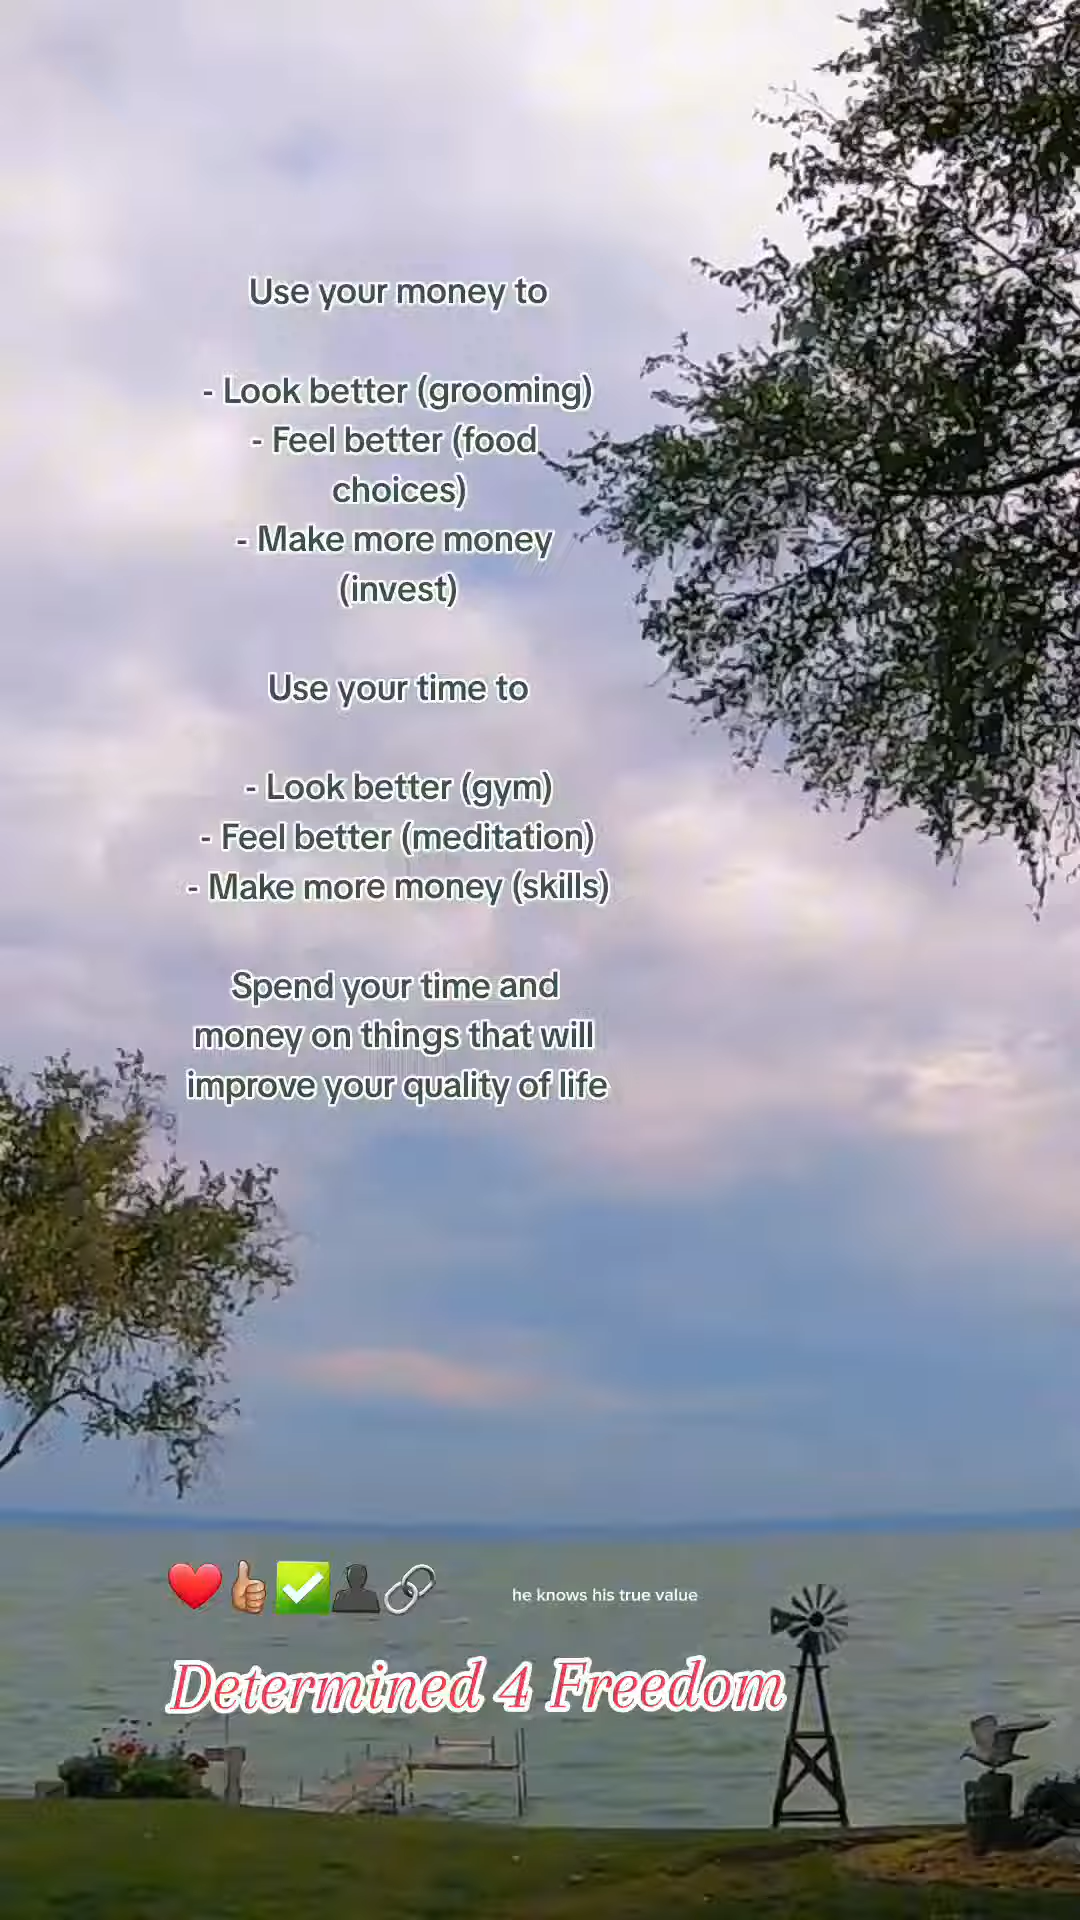 Use your money to
- Look better (grooming)
- Feel better (food
choices)
- Make more money
(invest)
Use your time to
- Look better (gym)
- Feel better (meditation)
- Make more money (skills)
Spend your time and
money on things that will
improve your quality of life
he knows his true value
Determined 4 Freedom